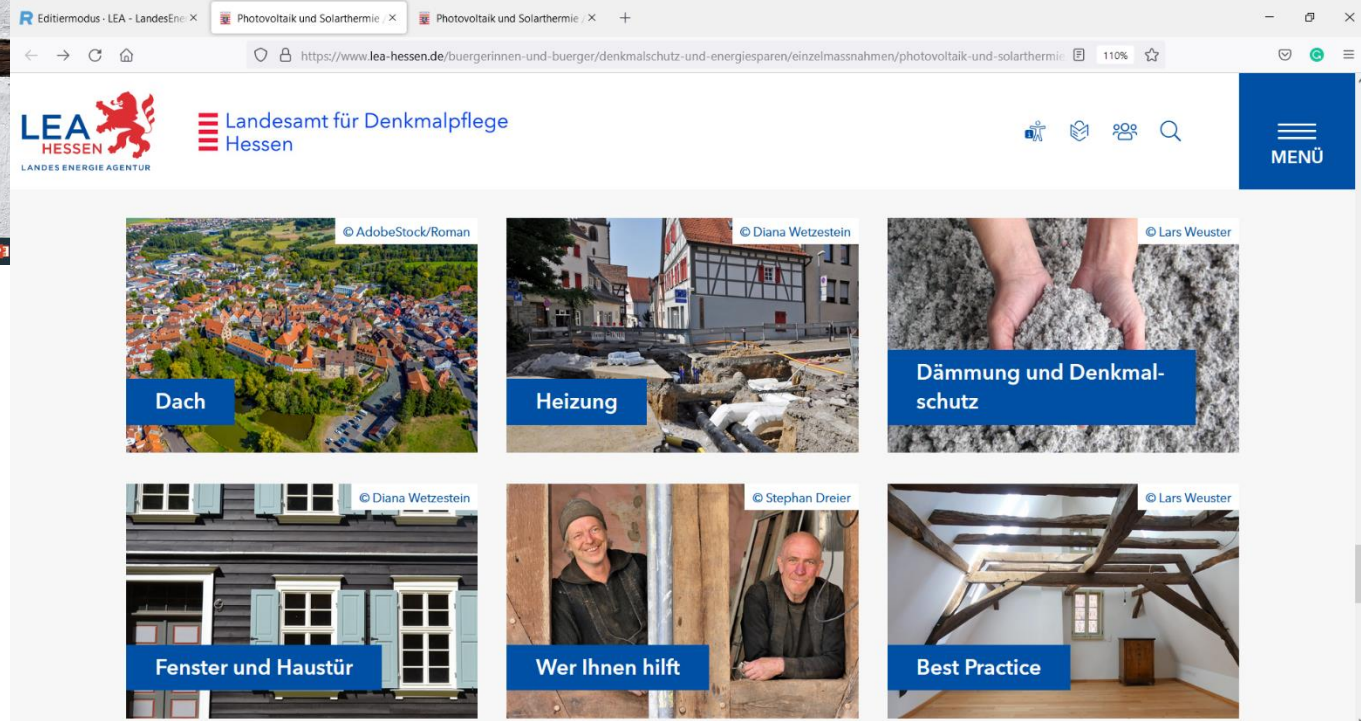 Editiermodus · LEA - LandesEne
Photovoltaik und Solarthermie /
Photovoltaik und Solarthermie /
https://www.lea-hessen.de/buergerinnen-und-buerger/denkmalschutz-und-energiesparen/einzelmassnahmen/photovoltaik-und-solarthermie
110%
LEA
HESSEN
LANDESENERGIEAGENTUR
Landesamt für Denkmalpflege
Hessen
MENÜ
© AdobeStock/Roman
© Diana Wetzestein
© Lars Weuster
Dach
Heizung
Dämmung und Denkmal-
schutz
© Diana Wetzestein
© Stephan Dreier
© Lars Weuster
Fenster und Haustür
Wer Ihnen hilft
Best Practice